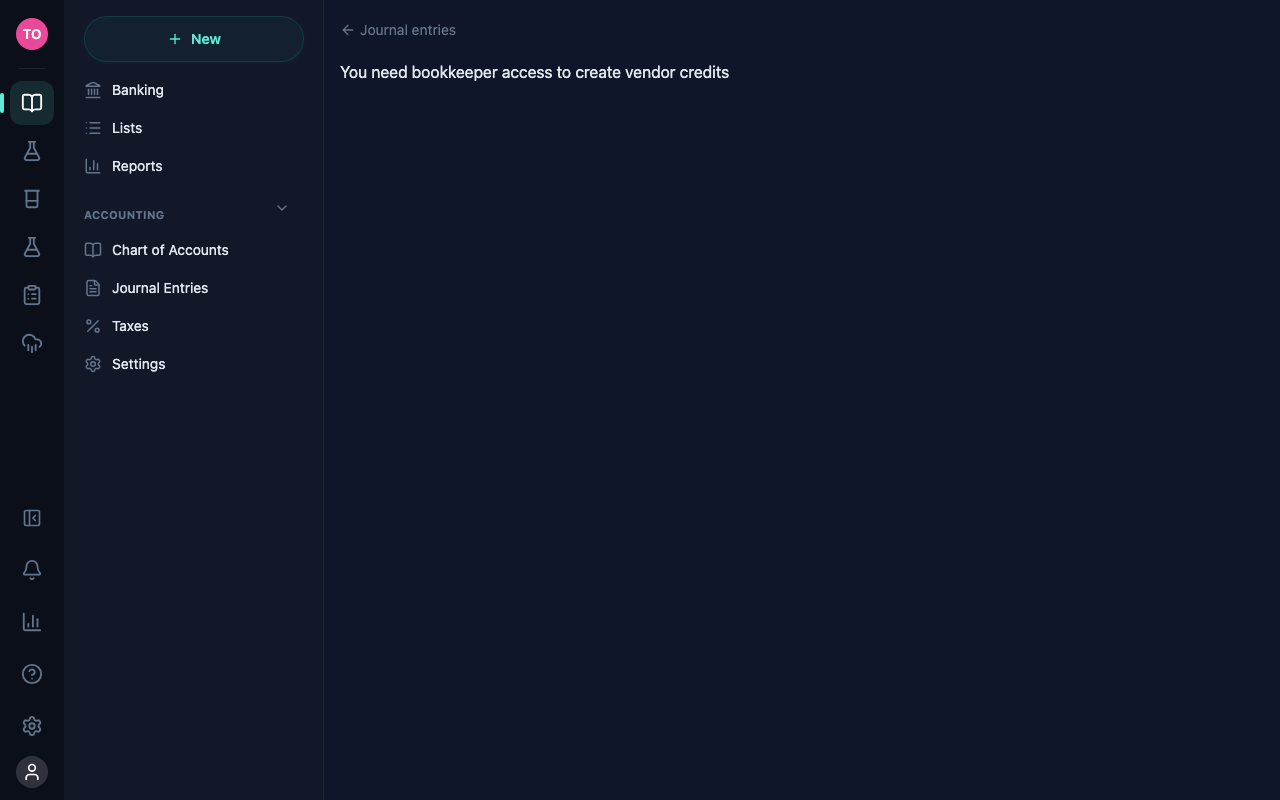 TO
New
Banking
Lists
Reports
ACCOUNTING
Chart of Accounts
Journal Entries
Taxes
Settings
Journal entries
You need bookkeeper access to create vendor credits